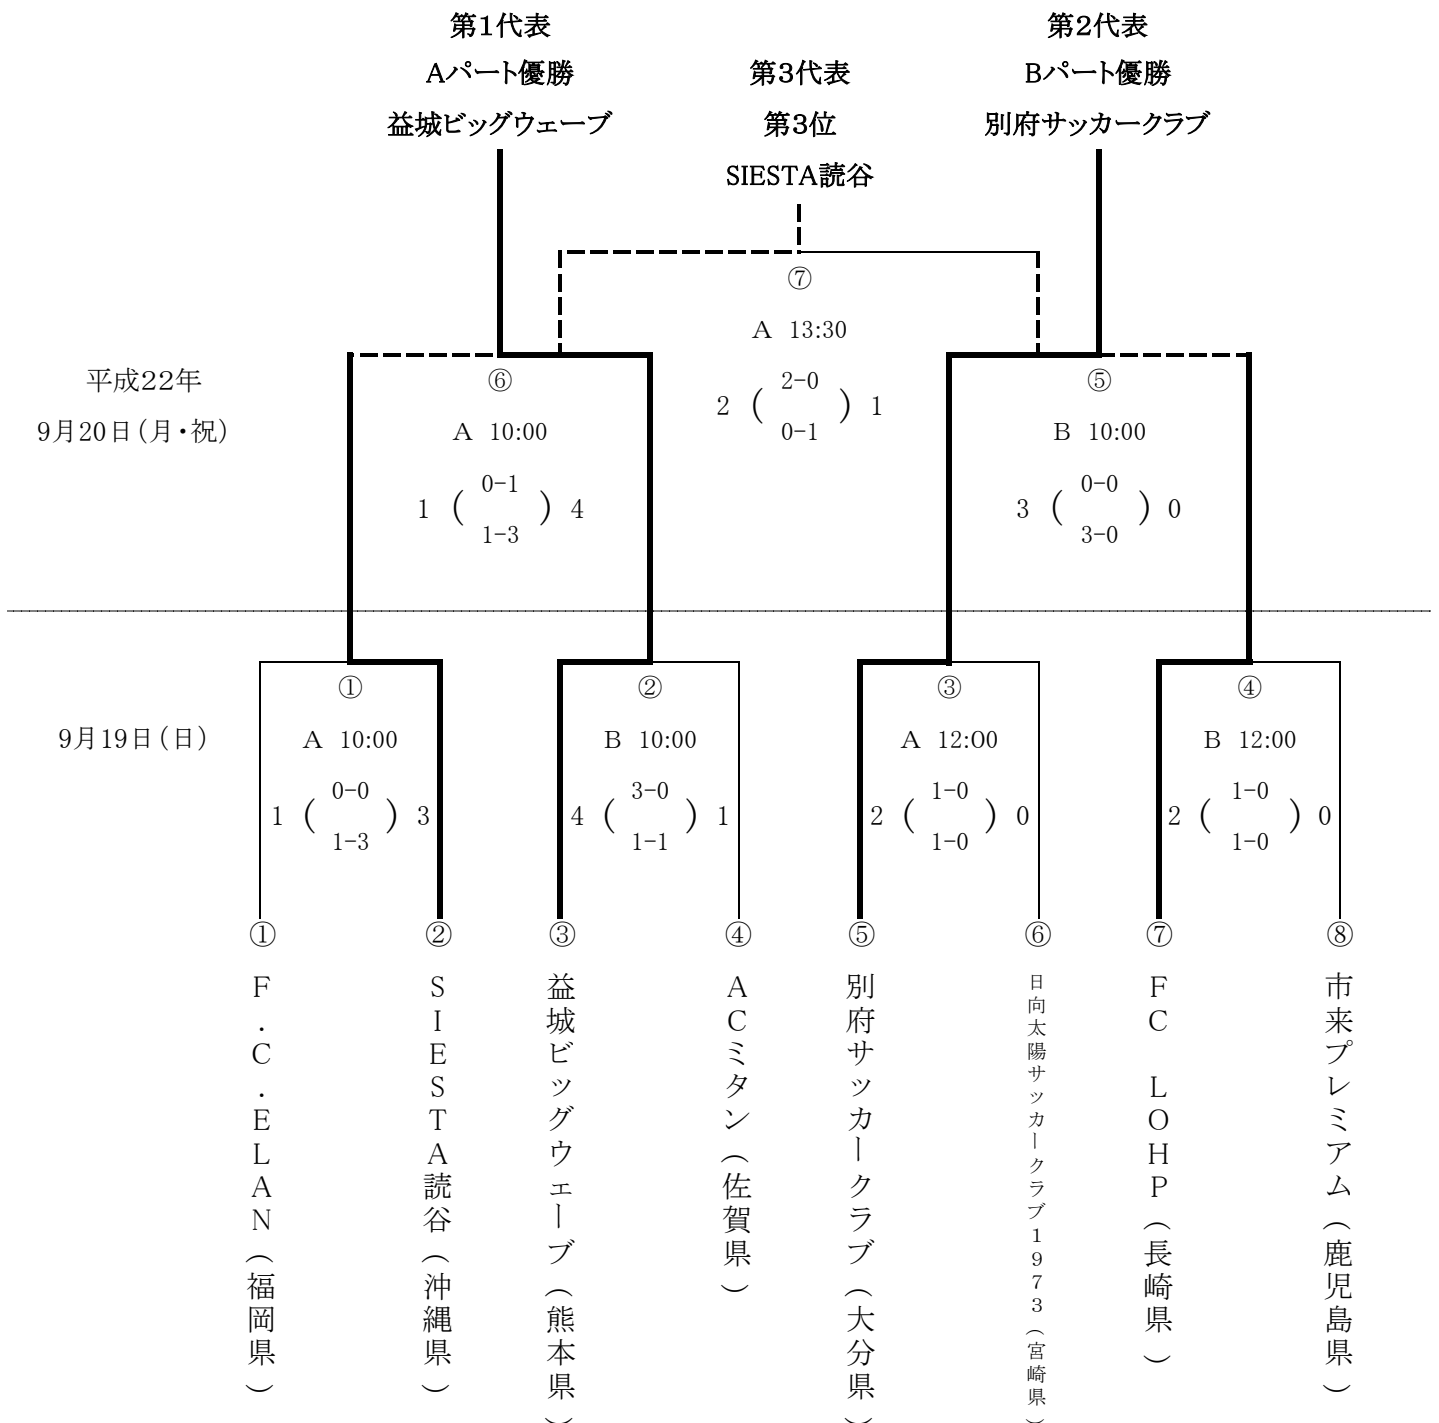 第1代表
Aパート優勝
益城ビッグウェーブ
第3代表
第3位
SIESTA読谷
第2代表
Bパート優勝
別府サッカークラブ
⑦
A 13:30
2 ( 2-0 ) 1
0-1
平成22年
9月20日(月・祝)
⑥
A 10:00
0-1
1 ( ) 4
1-3
⑤
B 10:00
0-0
3 ( ) 0
3-0
9月19日(日)
①
A 10:00
0-0
1 ( ) 3
1-3
②
B 10:00
3-0
4 ( ) 1
1-1
③
A 12:00
1-0
2 ( ) 0
1-0
④
B 12:00
1-0
2 ( ) 0
1-0
①
F.C.ELAN(福岡県)
②
SIESTA読谷(沖縄県)
③
益城ビッグウェーブ(熊本県)
④
ACミタン(佐賀県)
⑤
別府サッカークラブ(大分県)
⑥
日向太陽サッカークラブ1973(宮崎県)
⑦
FC LOHP(長崎県)
⑧
市来プレミアム(鹿児島県)